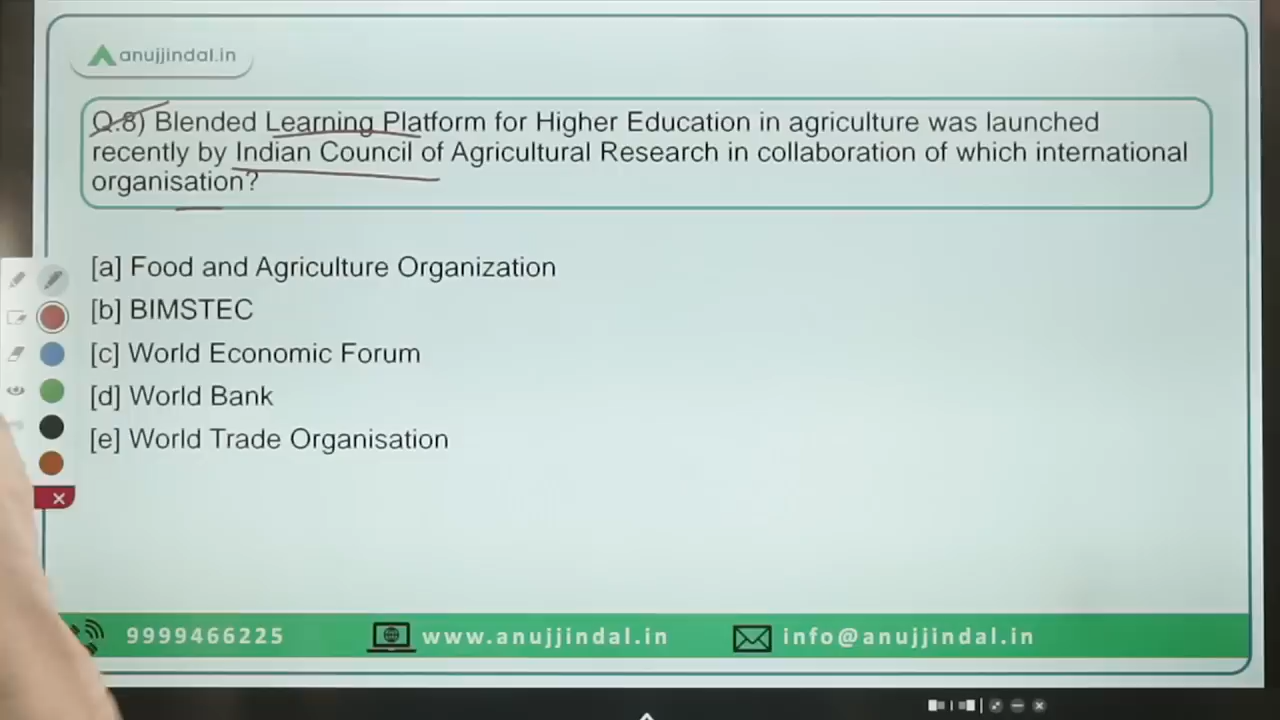 anujjindal.in
Q.8) Blended Learning Platform for Higher Education in agriculture was launched
recently by Indian Council of Agricultural Research in collaboration of which international
organisation?
[a] Food and Agriculture Organization
[b] BIMSTEC
[c] World Economic Forum
[d] World Bank
[e] World Trade Organisation
9999466225 www.anujjindal.in info@anujjindal.in